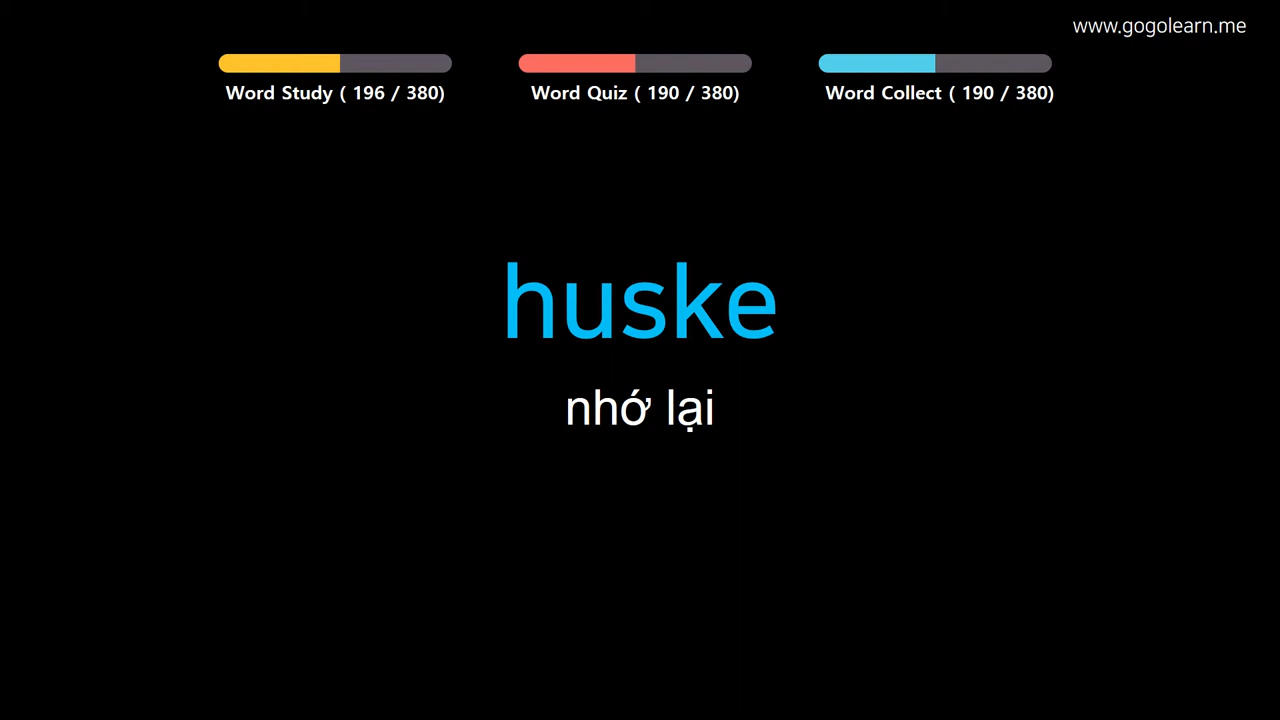 www.gogolearn.me
Word Study ( 196 / 380)
Word Quiz ( 190 / 380)
Word Collect ( 190 / 380)
huske
nhớ lại